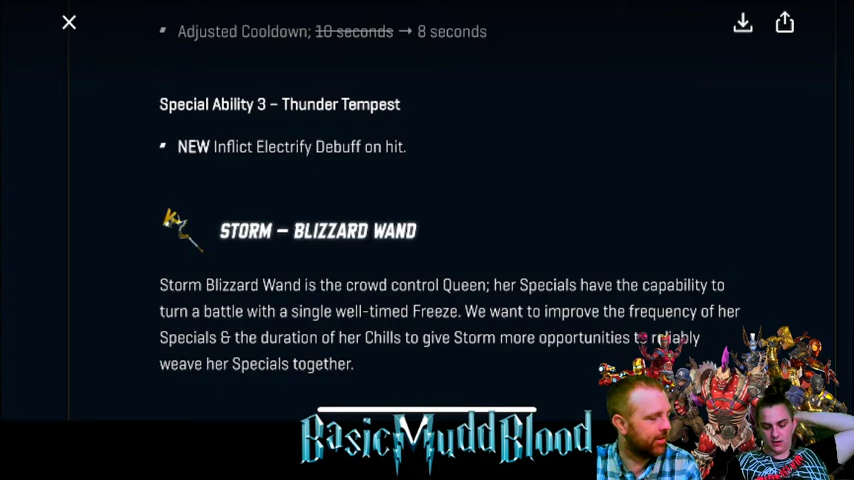 Adjusted Cooldown; 10 seconds → 8 seconds
Special Ability 3 – Thunder Tempest
NEW Inflict Electrify Debuff on hit.
STORM – BLIZZARD WAND
Storm Blizzard Wand is the crowd control Queen; her Specials have the capability to
turn a battle with a single well-timed Freeze. We want to improve the frequency of her
Specials & the duration of her Chills to give Storm more opportunities to reliably
weave her Specials together.
BasicMuddBlood